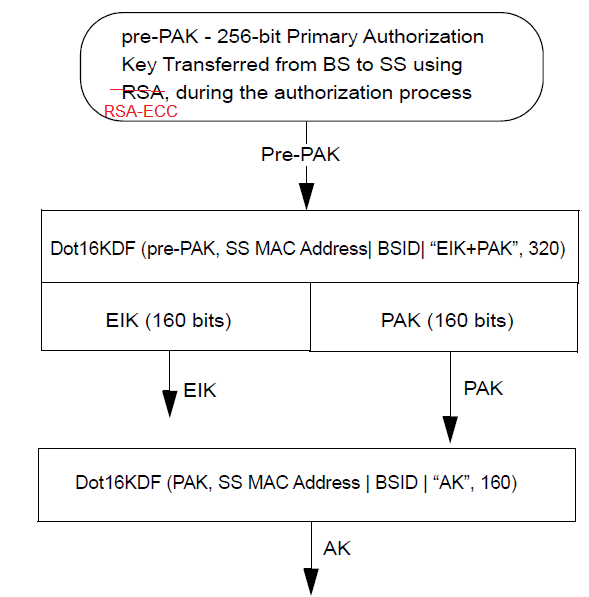 pre-PAK - 256-bit Primary Authorization
Key Transferred from BS to SS using
RSA, during the authorization process
RSA-ECC
Pre-PAK
Dot16KDF (pre-PAK, SS MAC Address| BSID| “EIK+PAK”, 320)
EIK (160 bits) PAK (160 bits)
EIK PAK
Dot16KDF (PAK, SS MAC Address | BSID | “AK”, 160)
AK